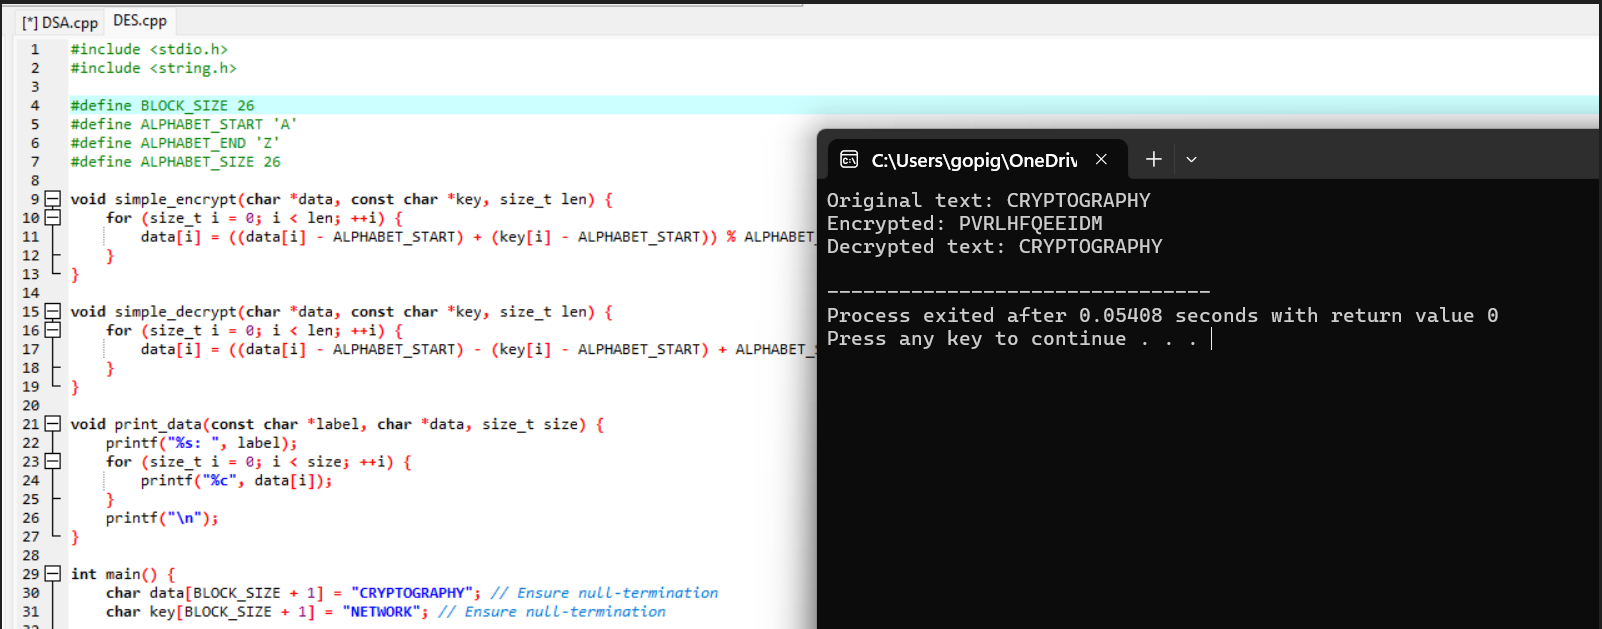 [*] DSA.cpp DES.cpp
1 #include <stdio.h>
2 #include <string.h>
3
4 #define BLOCK_SIZE 26
5 #define ALPHABET_START 'A'
6 #define ALPHABET_END 'Z'
7 #define ALPHABET_SIZE 26
8
9 void simple_encrypt(char *data, const char *key, size_t len) {
10 for (size_t i = 0; i < len; ++i) {
11 data[i] = ((data[i] - ALPHABET_START) + (key[i] - ALPHABET_START)) % ALPHABET_
12 }
13 }
14
15 void simple_decrypt(char *data, const char *key, size_t len) {
16 for (size_t i = 0; i < len; ++i) {
17 data[i] = ((data[i] - ALPHABET_START) - (key[i] - ALPHABET_START) + ALPHABET_
18 }
19 }
20
21 void print_data(const char *label, char *data, size_t size) {
22 printf("%s: ", label);
23 for (size_t i = 0; i < size; ++i) {
24 printf("%c", data[i]);
25 }
26 printf("\n");
27 }
28
29 int main() {
30 char data[BLOCK_SIZE + 1] = "CRYPTOGRAPHY"; // Ensure null-termination
31 char key[BLOCK_SIZE + 1] = "NETWORK"; // Ensure null-termination
C:\Users\gopig\OneDriv
Original text: CRYPTOGRAPHY
Encrypted: PVRLHFQEEIDM
Decrypted text: CRYPTOGRAPHY
--------------------------------
Process exited after 0.05408 seconds with return value 0
Press any key to continue . . .